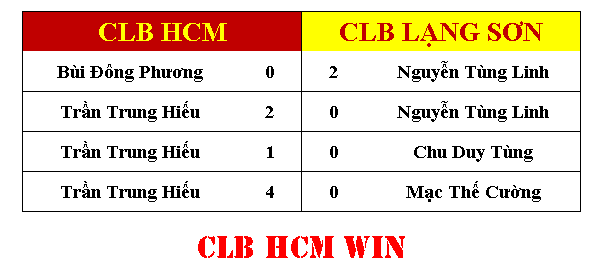 CLB HCM CLB LẠNG SƠN
Bùi Đông Phương 0 2 Nguyễn Tùng Linh
Trần Trung Hiếu 2 0 Nguyễn Tùng Linh
Trần Trung Hiếu 1 0 Chu Duy Tùng
Trần Trung Hiếu 4 0 Mạc Thế Cường
CLB HCM WIN